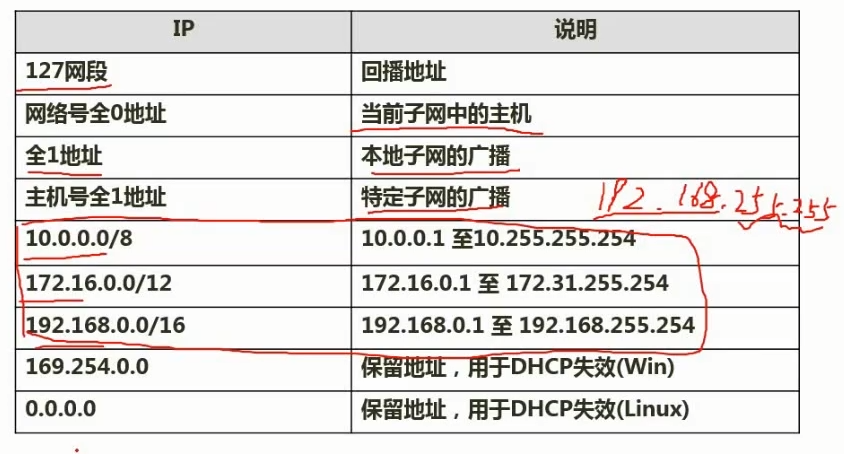 IP 说明
127网段 回播地址
网络号全0地址 当前子网中的主机
全1地址 本地子网的广播
主机号全1地址 特定子网的广播
192.168.255.255
10.0.0.0/8 10.0.0.1 至10.255.255.254
172.16.0.0/12 172.16.0.1 至 172.31.255.254
192.168.0.0/16 192.168.0.1 至 192.168.255.254
169.254.0.0 保留地址，用于DHCP失效(Win)
0.0.0.0 保留地址，用于DHCP失效(Linux)